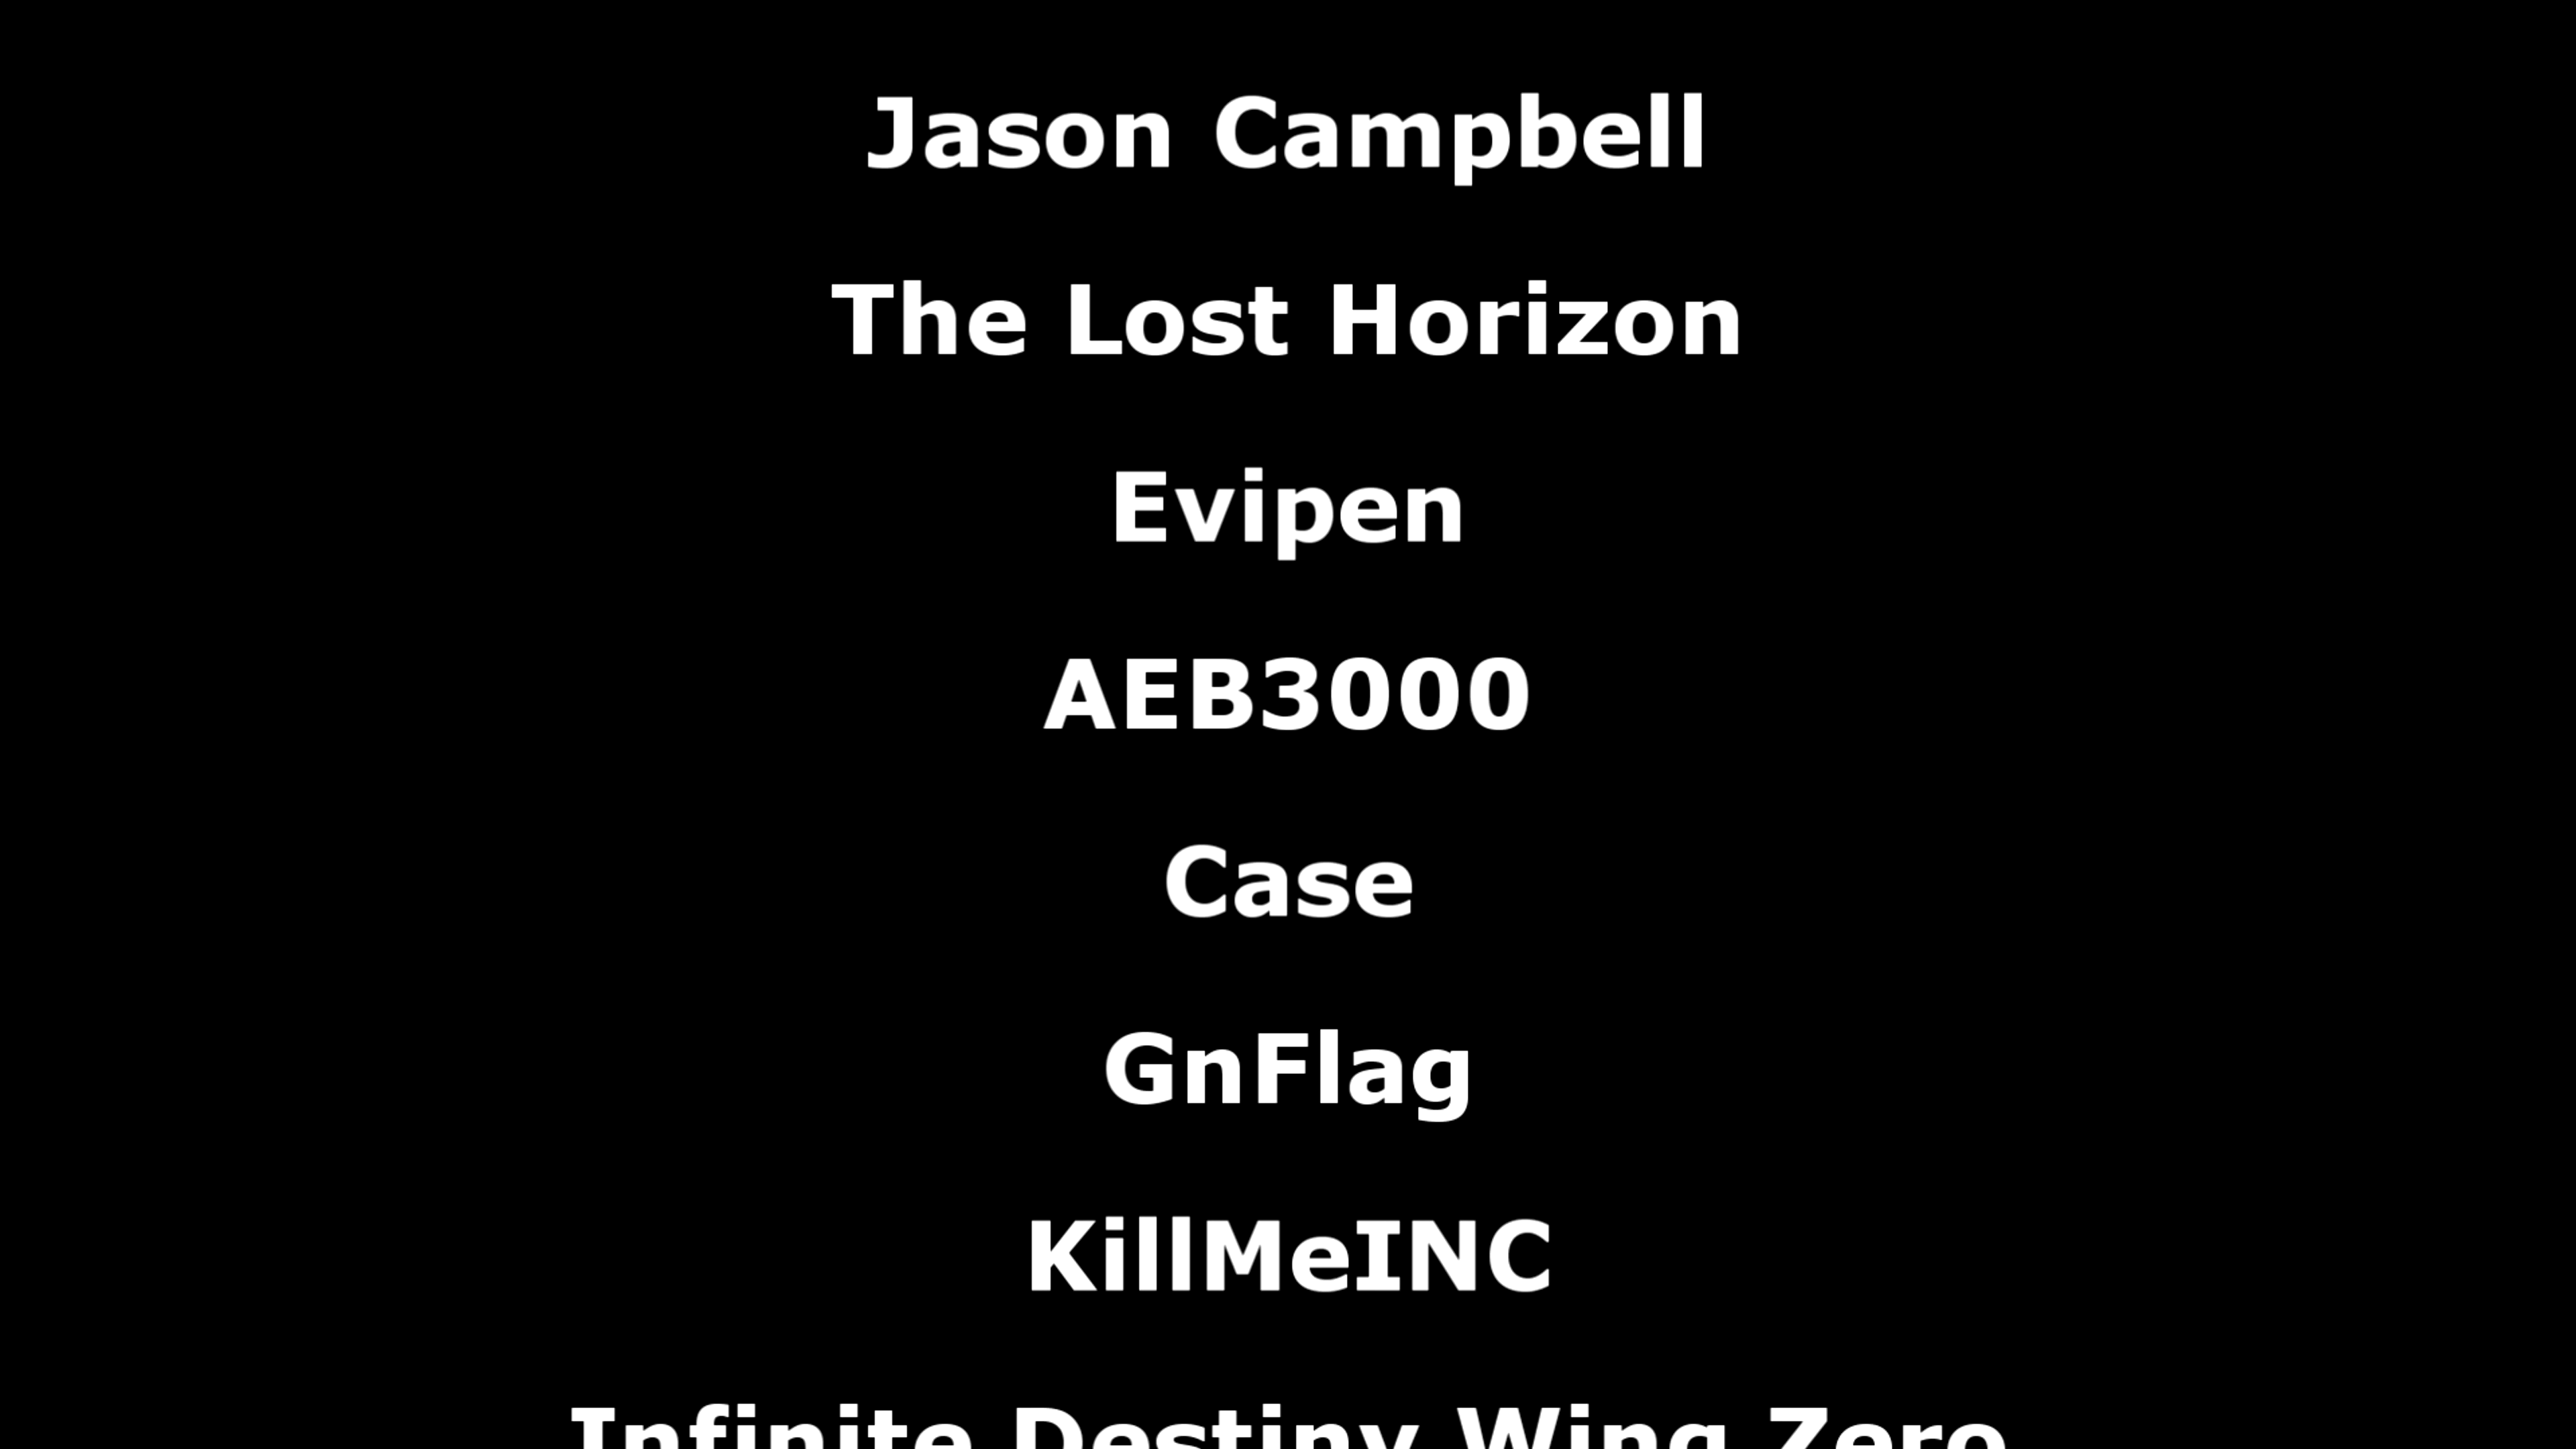 Jason Campbell
The Lost Horizon
Evipen
AEB3000
Case
GnFlag
KillMeINC
Infinite Destiny Wing Zero